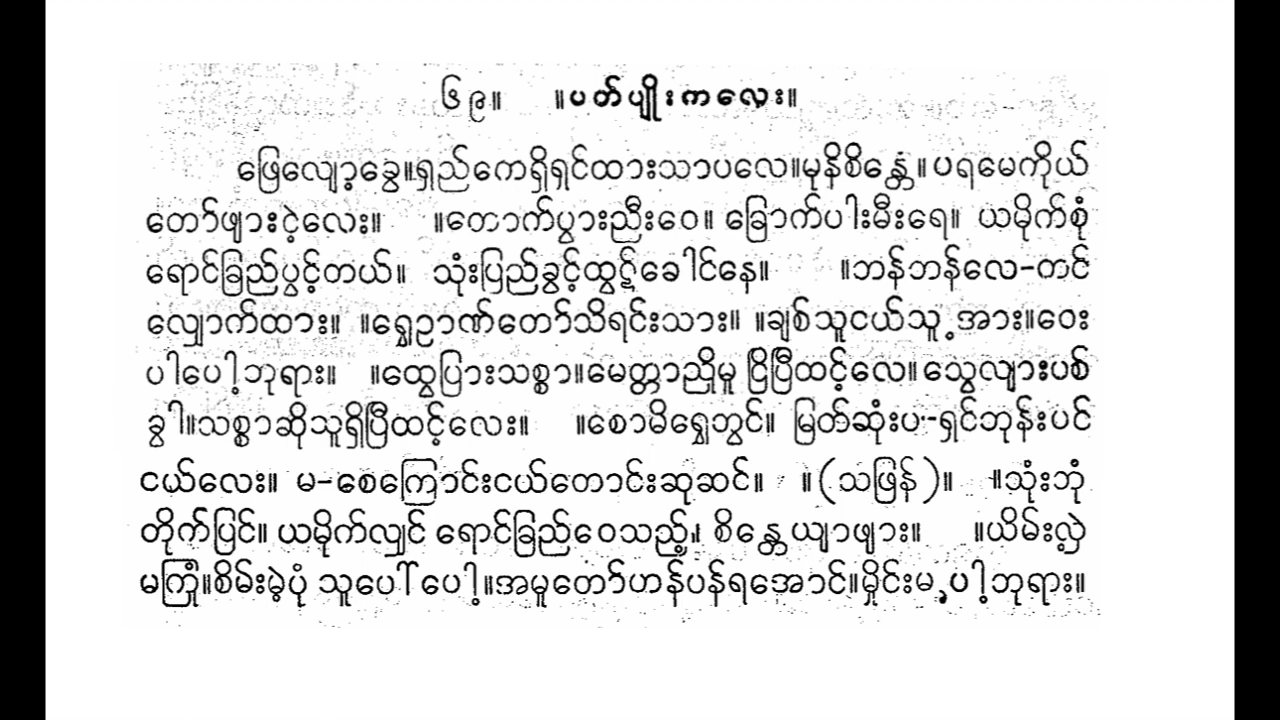 ၆၉။ ။ပတ်ပျိုးကလေး။
ဖြေလျော့ခွေ။ရှည်ကေရှိရှင်ထားသာပလေ။မုနိစိန္တေံ။ပရမေကိုယ်
တော်ဖျားငဲ့လေး။ ။တောက်ပွားညီးဝေ။ ခြောက်ပါးမီးရေ။ ယမိုက်စုံ
ရောင်ခြည်ပွင့်တယ်။ သုံးပြည်ခွင့်ထွဋ်ခေါင်နေ။ ။ဘန်ဘန်လေ-ကင်
လျှောက်ထား။ ။ရွှေဉာဏ်တော်သိရင်းသား။ ။ချစ်သူငယ်သူ့အား။ဝေး
ပါပေါ့ဘုရား။ ။ထွေပြားသစ္စာ။မေတ္တာညှိုမူ ငြိပြီထင့်လေ။သွေလျားပစ်
ခွါ။သစ္စာဆိုသူရှိပြီထင့်လေး။ ။စောမိရွှေဘွင်။ မြတ်ဆုံးပ-ရှင်ဘုန်းပင်
ငယ်လေး။ မ-စေကြောင်းငယ်တောင်းဆုဆင်။ ။(သဖြန်)။ ။သုံးဘုံ
တိုက်ပြင်။ ယမိုက်လျှင် ရောင်ခြည်ဝေသည့်။ စိန္တေယျာဖျား။ ။ယိမ်းလှဲ
မကြုံ။စိမ်းမဲ့ပုံ သူပေါ်ပေါ့။အမူတော်ဟန်ပန်ရအောင်။မှိုင်းမ ပါ့ဘုရား။